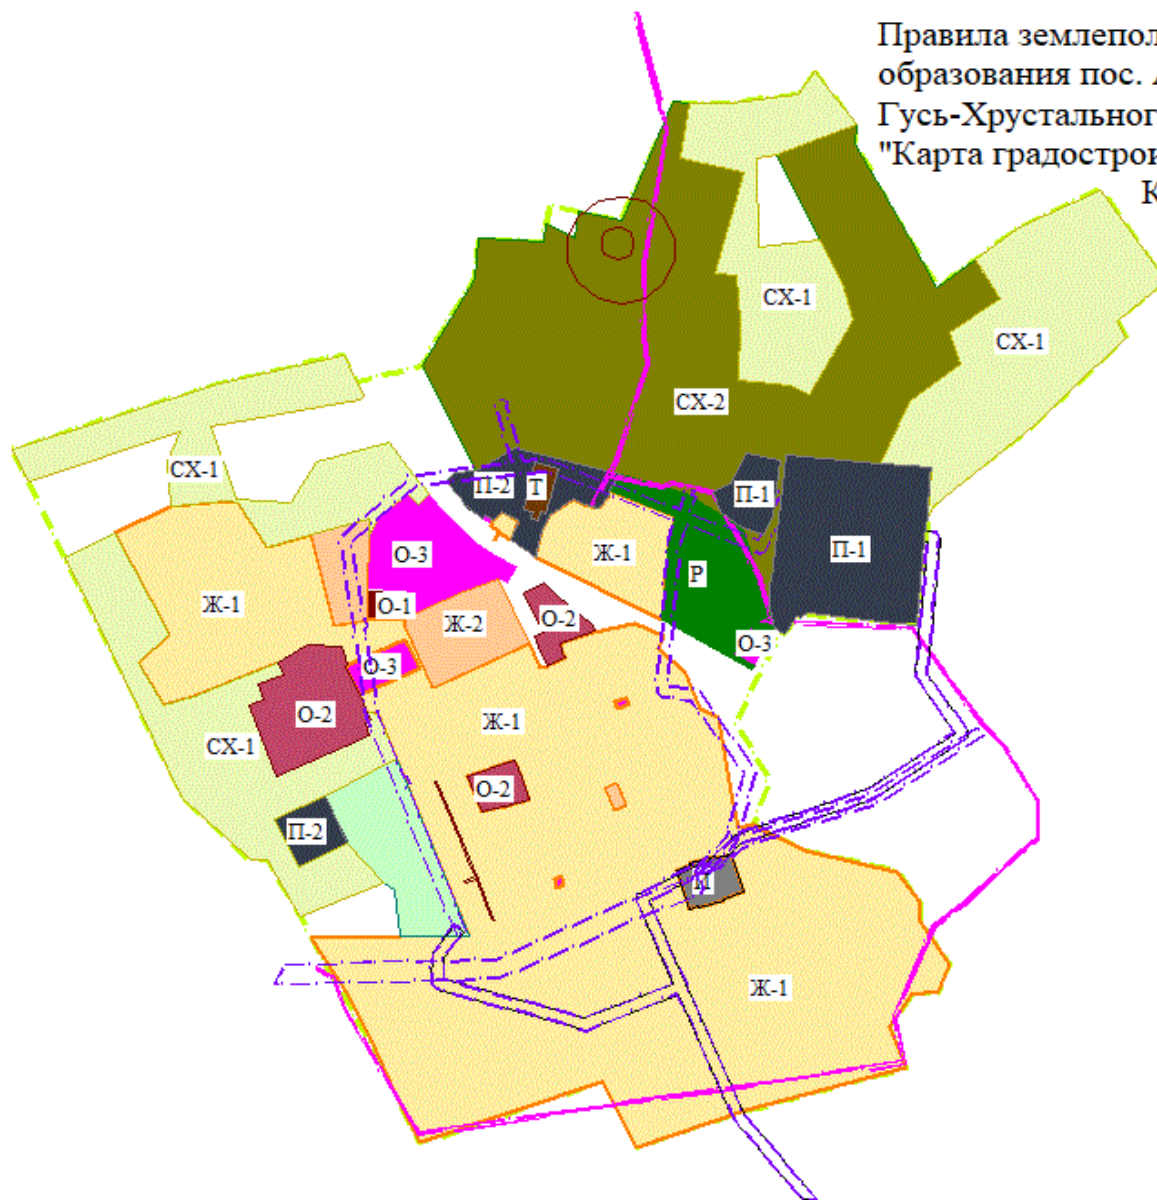 Правила землепол
образования пос. А
Гусь-Хрустальног
"Карта градострои
К
СХ-1
СХ-1
СХ-2
СХ-1
П-2
Т
П-1
О-3
Ж-1
П-1
Р
Ж-1
О-1
Ж-2
О-2
О-3
О-3
О-2
Ж-1
СХ-1
О-2
П-2
И
Ж-1